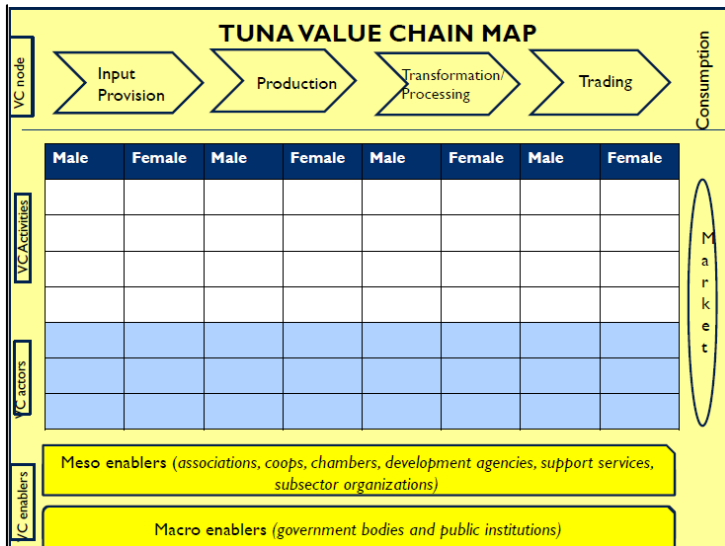 TUNA VALUE CHAIN MAP
VC node
Input
Provision
Production
Transformation/
Processing
Trading
Consumption
Male Female Male Female Male Female Male Female
VC Activities
VC actors
Market
VC enablers
Meso enablers (associations, coops, chambers, development agencies, support services,
subsector organizations)
Macro enablers (government bodies and public institutions)